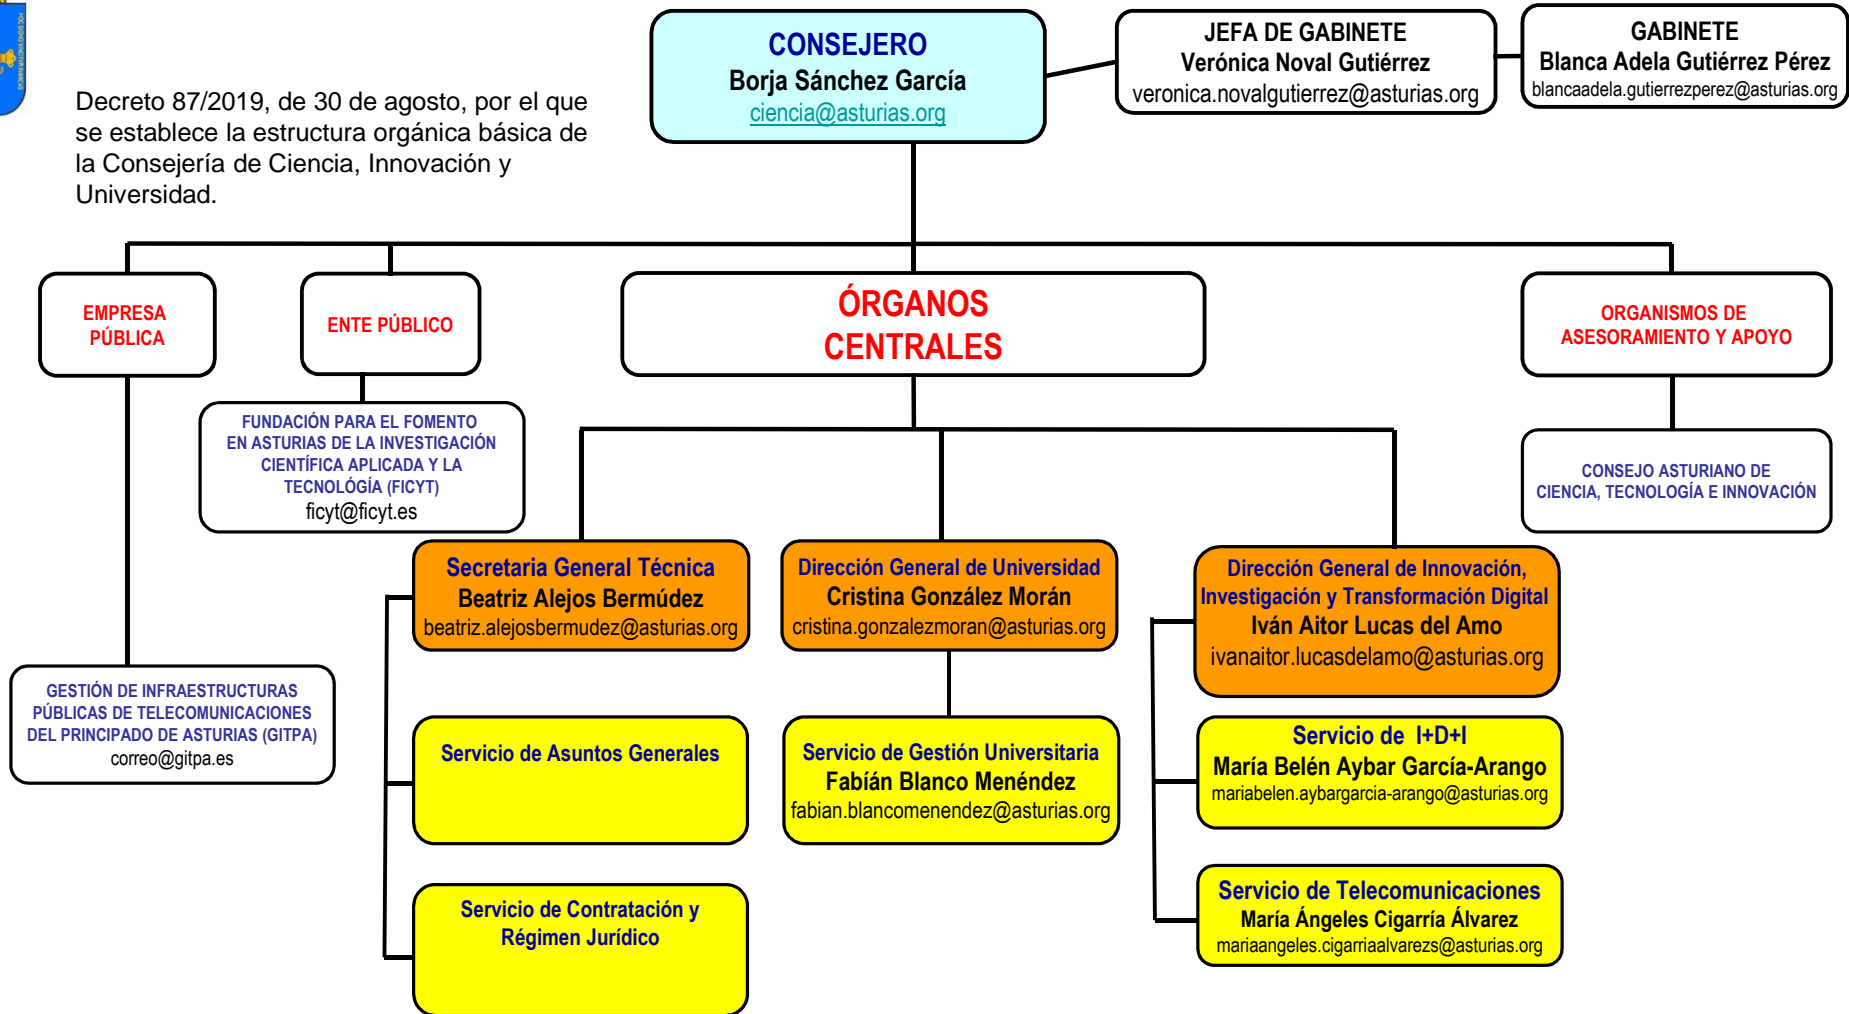 CONSEJERO
Borja Sánchez García
ciencia@asturias.org
JEFA DE GABINETE
Verónica Noval Gutiérrez
veronica.novalgutierrez@asturias.org
GABINETE
Blanca Adela Gutiérrez Pérez
blancaadela.gutierrezperez@asturias.org
Decreto 87/2019, de 30 de agosto, por el que
se establece la estructura orgánica básica de
la Consejería de Ciencia, Innovación y
Universidad.
EMPRESA
PÚBLICA
ENTE PÚBLICO
ÓRGANOS
CENTRALES
ORGANISMOS DE
ASESORAMIENTO Y APOYO
FUNDACIÓN PARA EL FOMENTO
EN ASTURIAS DE LA INVESTIGACIÓN
CIENTÍFICA APLICADA Y LA
TECNOLÓGÍA (FICYT)
ficyt@ficyt.es
CONSEJO ASTURIANO DE
CIENCIA, TECNOLOGÍA E INNOVACIÓN
Secretaria General Técnica
Beatriz Alejos Bermúdez
beatriz.alejosbermudez@asturias.org
Dirección General de Universidad
Cristina González Morán
cristina.gonzalezmoran@asturias.org
Dirección General de Innovación,
Investigación y Transformación Digital
Iván Aitor Lucas del Amo
ivanaitor.lucasdelamo@asturias.org
GESTIÓN DE INFRAESTRUCTURAS
PÚBLICAS DE TELECOMUNICACIONES
DEL PRINCIPADO DE ASTURIAS (GITPA)
correo@gitpa.es
Servicio de Asuntos Generales
Servicio de Gestión Universitaria
Fabíán Blanco Menéndez
fabian.blancomenendez@asturias.org
Servicio de I+D+I
María Belén Aybar García-Arango
mariabelen.aybargarcia-arango@asturias.org
Servicio de Contratación y
Régimen Jurídico
Servicio de Telecomunicaciones
María Ángeles Cigarría Álvarez
mariaangeles.cigarriaalvarezs@asturias.org